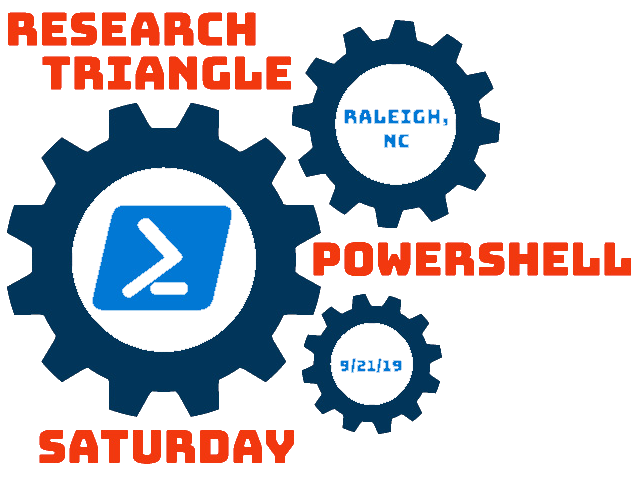 RESEARCH
TRIANGLE
RALEIGH,
NC
POWERSHELL
9/21/19
SATURDAY